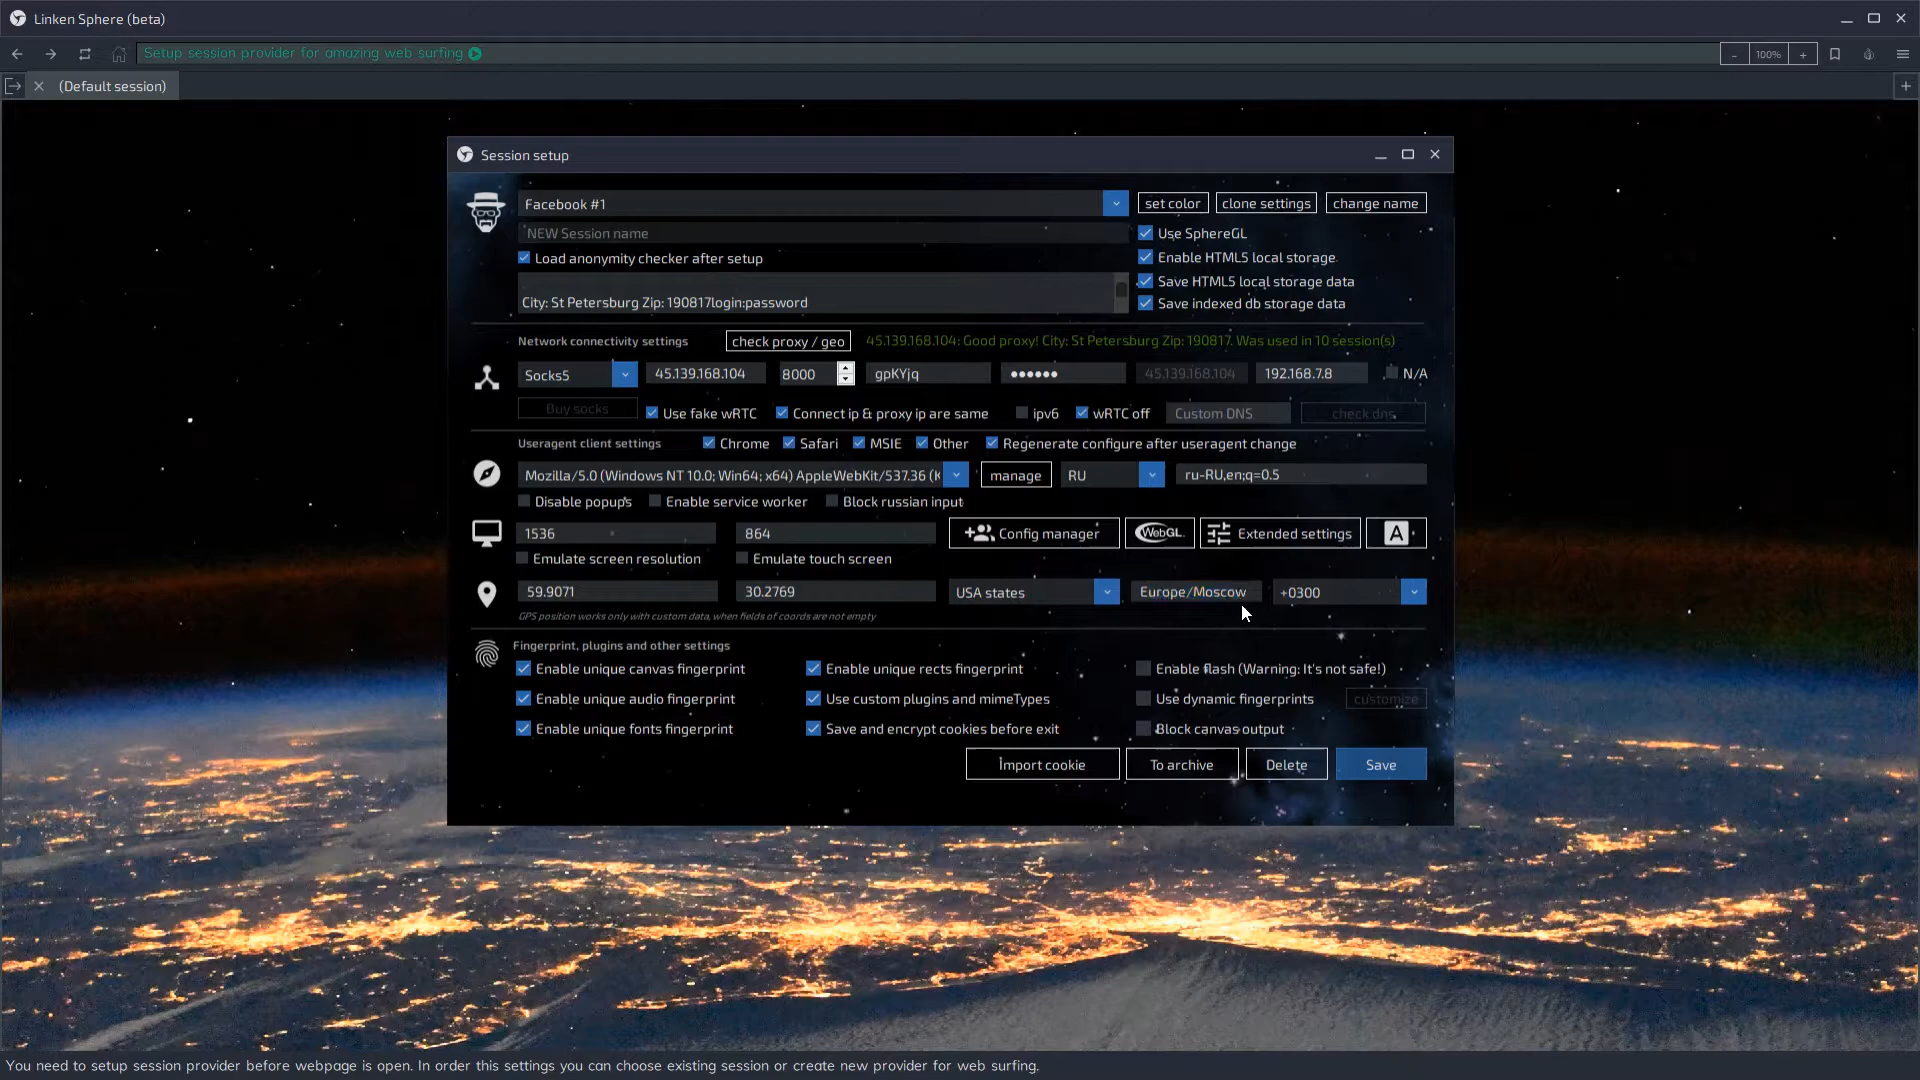 Linken Sphere (beta)
Setup session provider for amazing web surfing
- 100% +
(Default session)
Session setup
Facebook #1
set color clone settings change name
NEW Session name
Use SphereGL
Load anonymity checker after setup
Enable HTML5 local storage
Save HTML5 local storage data
City: St Petersburg Zip: 190817login:password
Save indexed db storage data
Network connectivity settings check proxy / geo 45.139.168.104: Good proxy! City: St Petersburg Zip: 190817. Was used in 10 session(s)
Socks5 45.139.168.104 8000 gpKYjq •••••• 45.139.168.104 192.168.7.8 N/A
Buy socks Use fake wRTC Connect ip & proxy ip are same ipv6 wRTC off Custom DNS check dns
Useragent client settings Chrome Safari MSIE Other Regenerate configure after useragent change
Mozilla/5.0 (Windows NT 10.0; Win64; x64) AppleWebKit/537.36 (K manage RU ru-RU,en;q=0.5
Disable popups Enable service worker Block russian input
1536 864 Config manager WebGL Extended settings A
Emulate screen resolution Emulate touch screen
59.9071 30.2769 USA states Europe/Moscow +0300
GPS position works only with custom data, when fields of coords are not empty
Fingerprint, plugins and other settings
Enable unique canvas fingerprint Enable unique rects fingerprint Enable flash (Warning: It's not safe!)
Enable unique audio fingerprint Use custom plugins and mimeTypes Use dynamic fingerprints customize
Enable unique fonts fingerprint Save and encrypt cookies before exit Block canvas output
Import cookie To archive Delete Save
You need to setup session provider before webpage is open. In order this settings you can choose existing session or create new provider for web surfing.